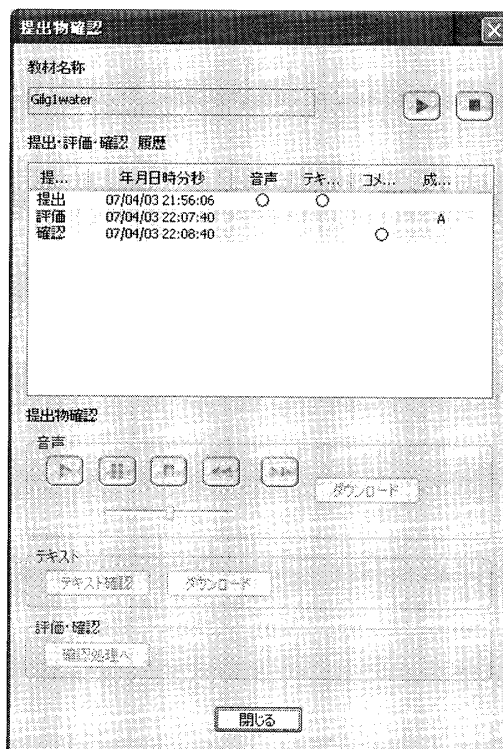 提出物確認
教材名称
Gilg1water
提出・評価・確認 履歴
提... 年月日時分秒 音声 テキ... コメ... 成...
提出 07/04/03 21:56:06 ○ ○
評価 07/04/03 22:07:40 A
確認 07/04/03 22:08:40 ○
提出物確認
音声
ダウンロード
テキスト
テキスト確認 ダウンロード
評価・確認
確認処理へ
閉じる